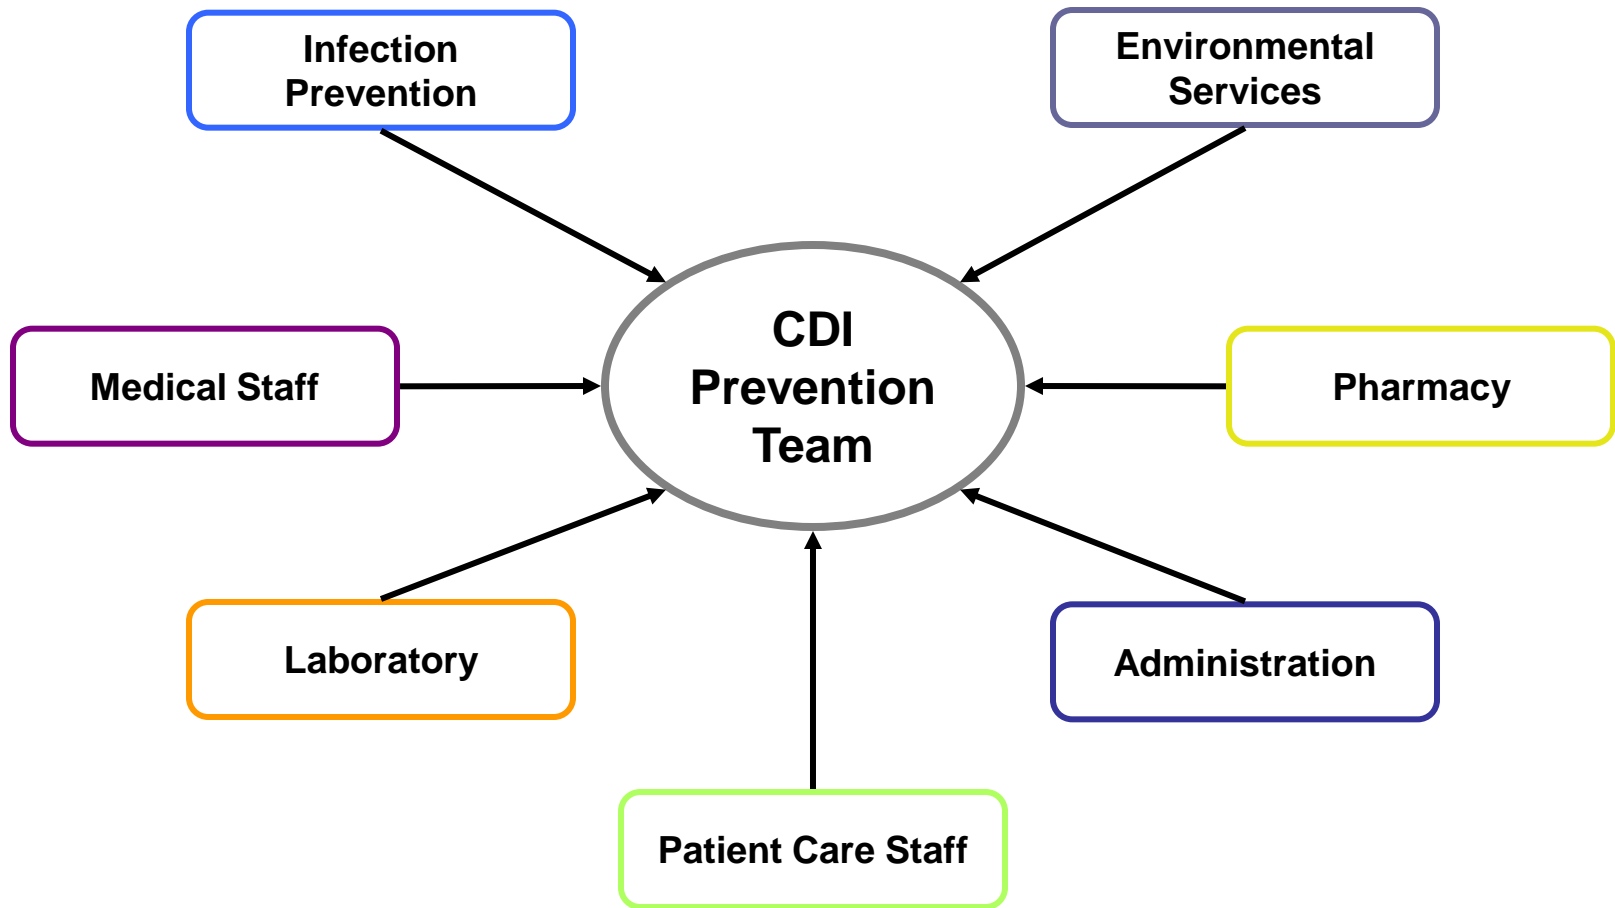 Infection
Prevention
Environmental
Services
CDI
Prevention
Team
Medical Staff
Pharmacy
Laboratory
Administration
Patient Care Staff